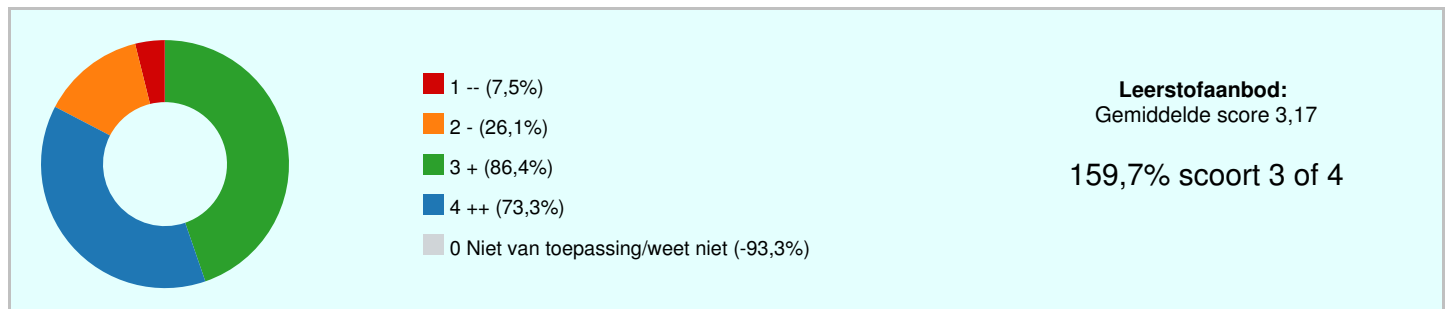 1 -- (7,5%)
2 - (26,1%)
3 + (86,4%)
4 ++ (73,3%)
0 Niet van toepassing/weet niet (-93,3%)
Leerstofaanbod:
Gemiddelde score 3,17
159,7% scoort 3 of 4